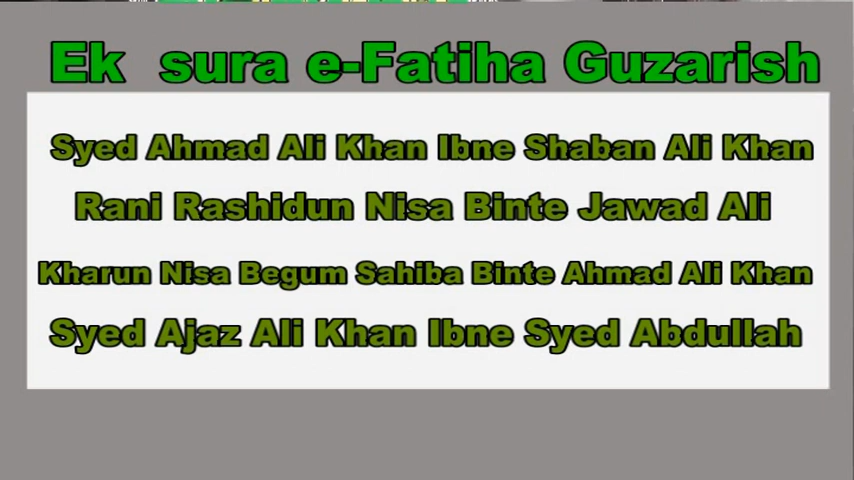 Ek sura e-Fatiha Guzarish
Syed Ahmad Ali Khan Ibne Shaban Ali Khan
Rani Rashidun Nisa Binte Jawad Ali
Kharun Nisa Begum Sahiba Binte Ahmad Ali Khan
Syed Ajaz Ali Khan Ibne Syed Abdullah